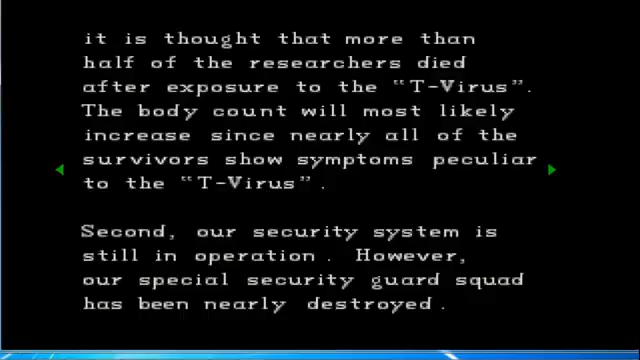 it is thought that more than
half of the researchers died
after exposure to the "T-Virus".
The body count will most likely
increase since nearly all of the
survivors show symptoms peculiar
to the "T-Virus".
Second, our security system is
still in operation. However,
our special security guard squad
has been nearly destroyed.